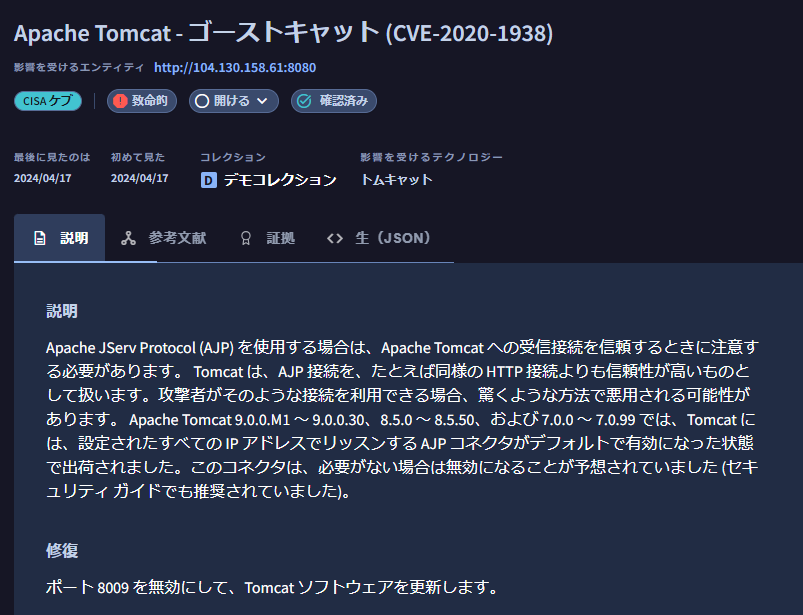 Apache Tomcat - ゴーストキャット (CVE-2020-1938)
影響を受けるエンティティ http://104.130.158.61:8080
CISA ケブ 致命的 開ける 確認済み
最後に見たのは 初めて見た コレクション 影響を受けるテクノロジー
2024/04/17 2024/04/17 D デモコレクション トムキャット
説明 参考文献 証拠 生（JSON）
説明
Apache JServ Protocol (AJP) を使用する場合は、Apache Tomcat への受信接続を信頼するときに注意す
る必要があります。 Tomcat は、AJP 接続を、たとえば同様の HTTP 接続よりも信頼性が高いものと
して扱います。攻撃者がそのような接続を利用できる場合、驚くような方法で悪用される可能性が
あります。 Apache Tomcat 9.0.0.M1 ～ 9.0.0.30、8.5.0 ～ 8.5.50、および 7.0.0 ～ 7.0.99 では、Tomcat に
は、設定されたすべての IP アドレスでリッスンする AJP コネクタがデフォルトで有効になった状態
で出荷されました。このコネクタは、必要がない場合は無効になることが予想されていました (セキ
ュリティ ガイドでも推奨されていました)。
修復
ポート 8009 を無効にして、Tomcat ソフトウェアを更新します。